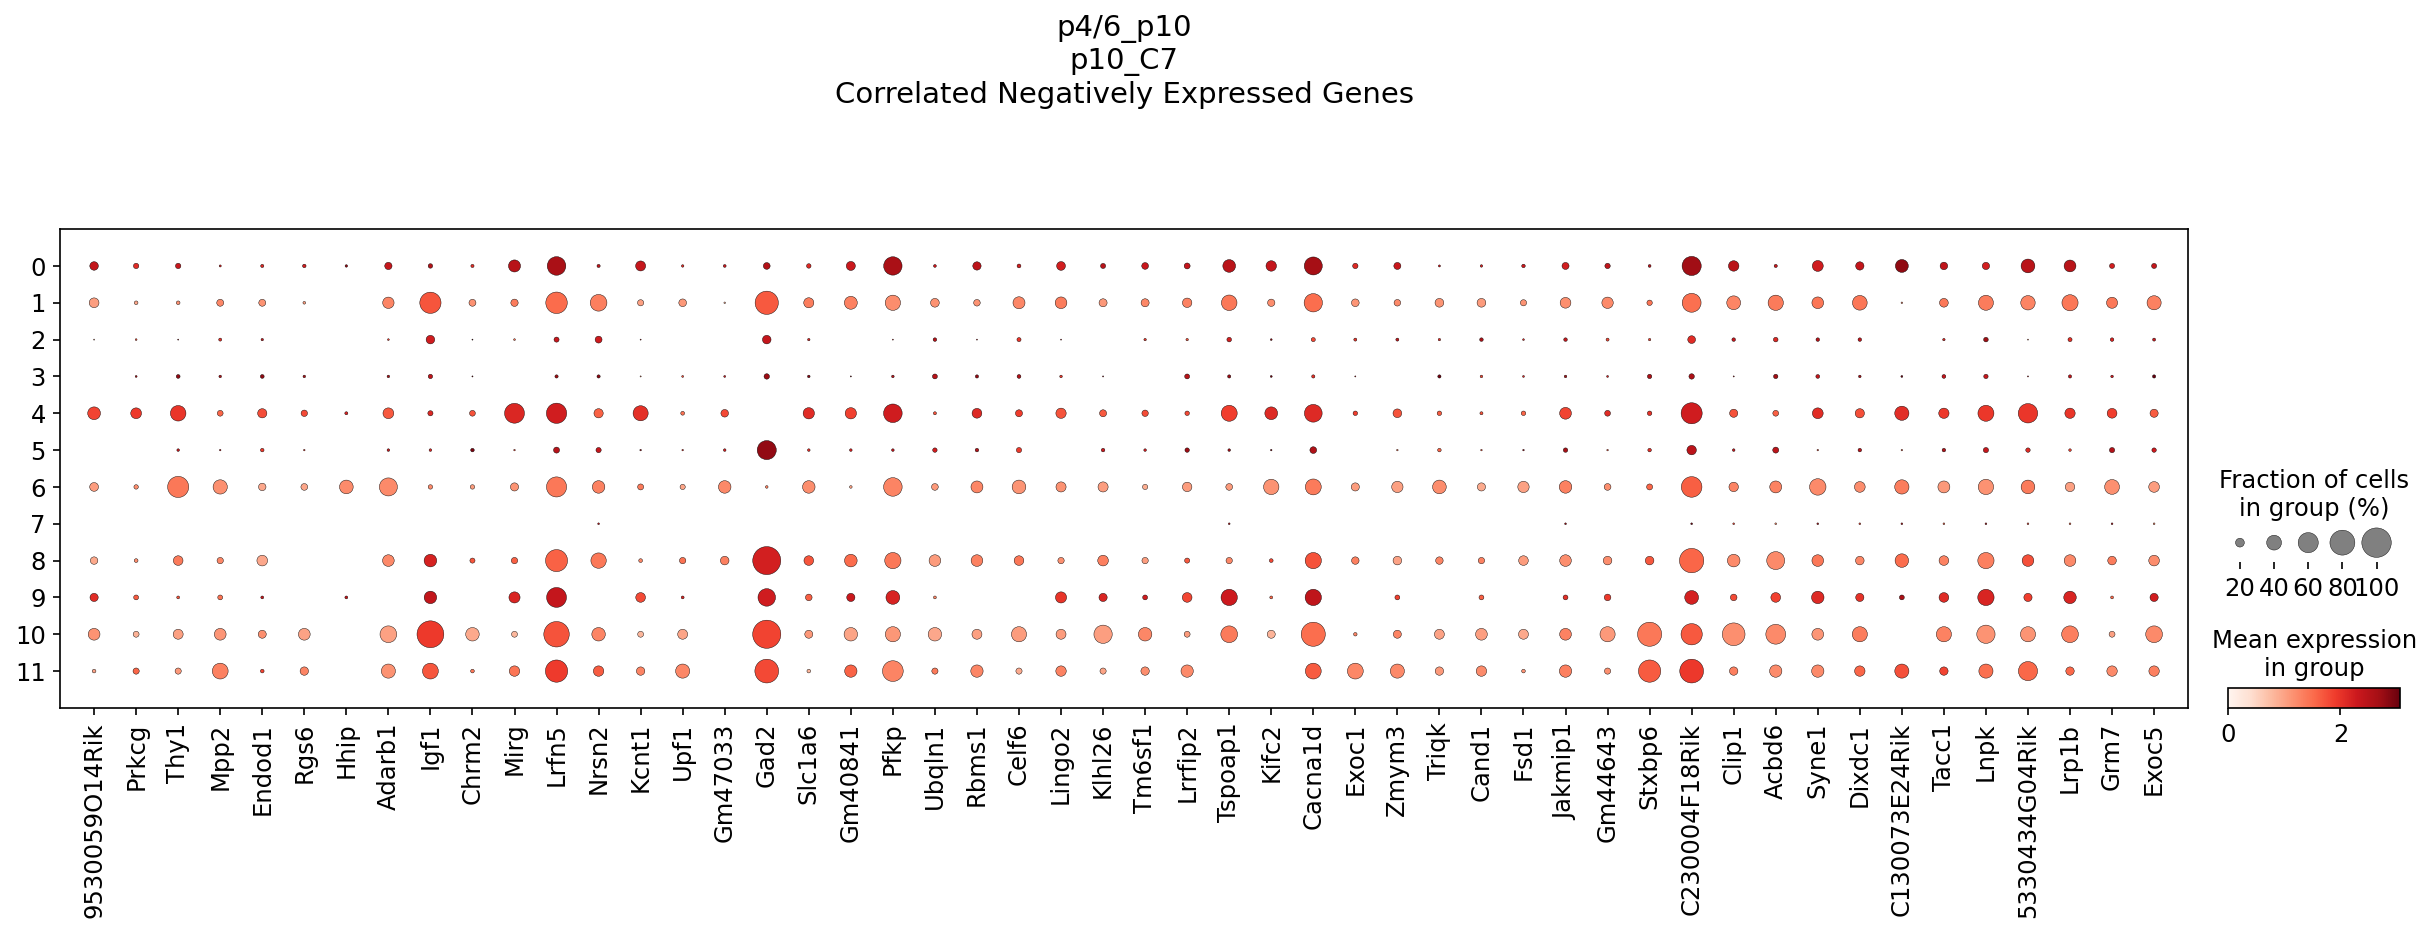 p4/6_p10
p10_C7
Correlated Negatively Expressed Genes
0
1
2
3
4
5
6
7
8
9
10
11
9530059O14Rik
Prkcg
Thy1
Mpp2
Endod1
Rgs6
Hhip
Adarb1
Igf1
Chrm2
Mirg
Lrfn5
Nrsn2
Kcnt1
Upf1
Gm47033
Gad2
Slc1a6
Gm40841
Pfkp
Ubqln1
Rbms1
Celf6
Lingo2
Klhl26
Tm6sf1
Lrrfip2
Tspoap1
Kifc2
Cacna1d
Exoc1
Zmym3
Triqk
Cand1
Fsd1
Jakmip1
Gm44643
Stxbp6
C230004F18Rik
Clip1
Acbd6
Syne1
Dixdc1
C130073E24Rik
Tacc1
Lnpk
5330434G04Rik
Lrp1b
Grm7
Exoc5
Fraction of cells
in group (%)
20 40 60 80 100
Mean expression
in group
0 2